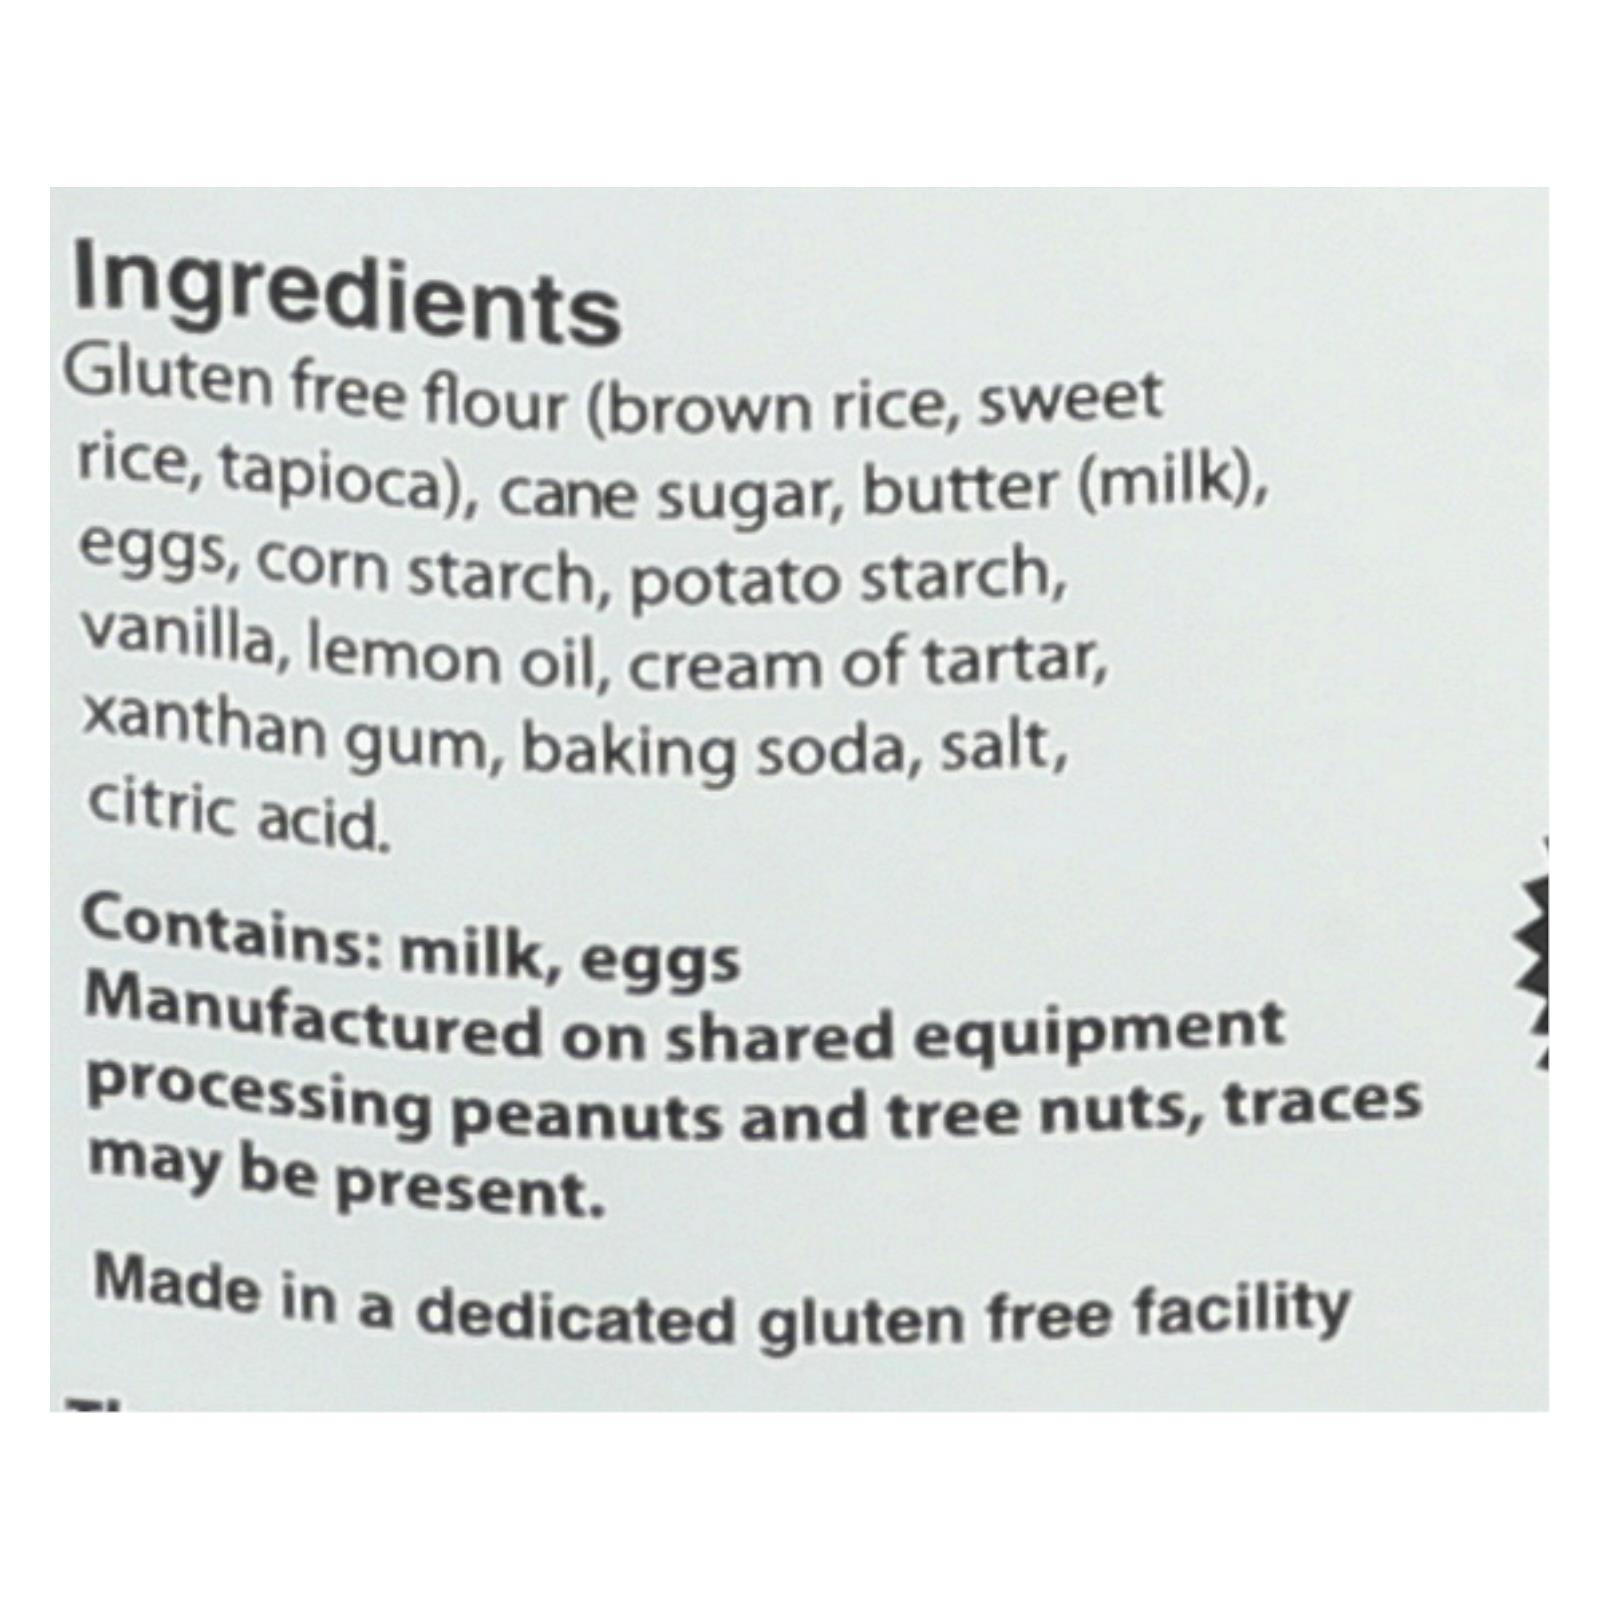 Ingredients
Gluten free flour (brown rice, sweet
rice, tapioca), cane sugar, butter (milk),
eggs, corn starch, potato starch,
vanilla, lemon oil, cream of tartar,
xanthan gum, baking soda, salt,
citric acid.
Contains: milk, eggs
Manufactured on shared equipment
processing peanuts and tree nuts, traces
may be present.
Made in a dedicated gluten free facility